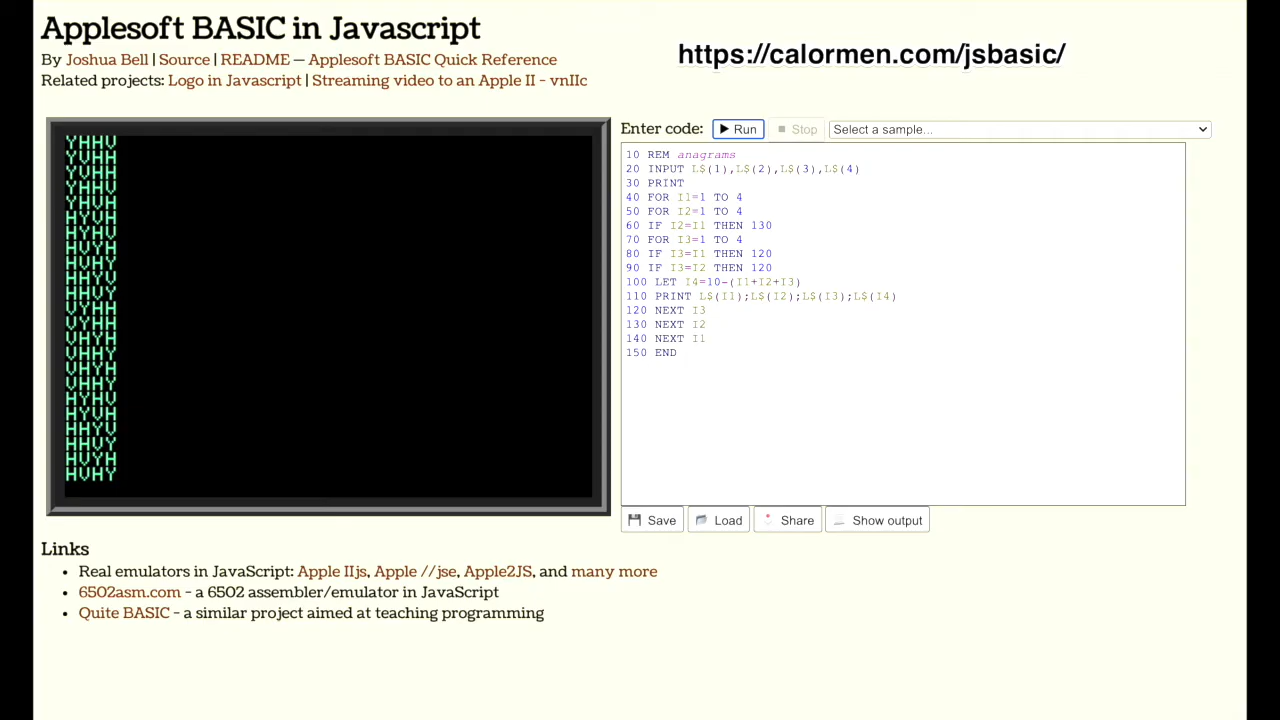 Applesoft BASIC in Javascript
By Joshua Bell | Source | README — Applesoft BASIC Quick Reference
Related projects: Logo in Javascript | Streaming video to an Apple II - vnIIc
https://calormen.com/jsbasic/
YHHV
YVHH
YVHH
YHHV
YHVH
HYVH
HYHV
HVYH
HVHY
HHYV
HHVY
VYHH
VYHH
VHYH
VHHY
VHYH
VHHY
HYHV
HYVH
HHYV
HHVY
HVYH
HVHY
Enter code:
Run
Stop
Select a sample...
10 REM anagrams
20 INPUT L$(1),L$(2),L$(3),L$(4)
30 PRINT
40 FOR I1=1 TO 4
50 FOR I2=1 TO 4
60 IF I2=I1 THEN 130
70 FOR I3=1 TO 4
80 IF I3=I1 THEN 120
90 IF I3=I2 THEN 120
100 LET I4=10-(I1+I2+I3)
110 PRINT L$(I1);L$(I2);L$(I3);L$(I4)
120 NEXT I3
130 NEXT I2
140 NEXT I1
150 END
Save
Load
Share
Show output
Links
• Real emulators in JavaScript: Apple IIjs, Apple //jse, Apple2JS, and many more
• 6502asm.com - a 6502 assembler/emulator in JavaScript
• Quite BASIC - a similar project aimed at teaching programming